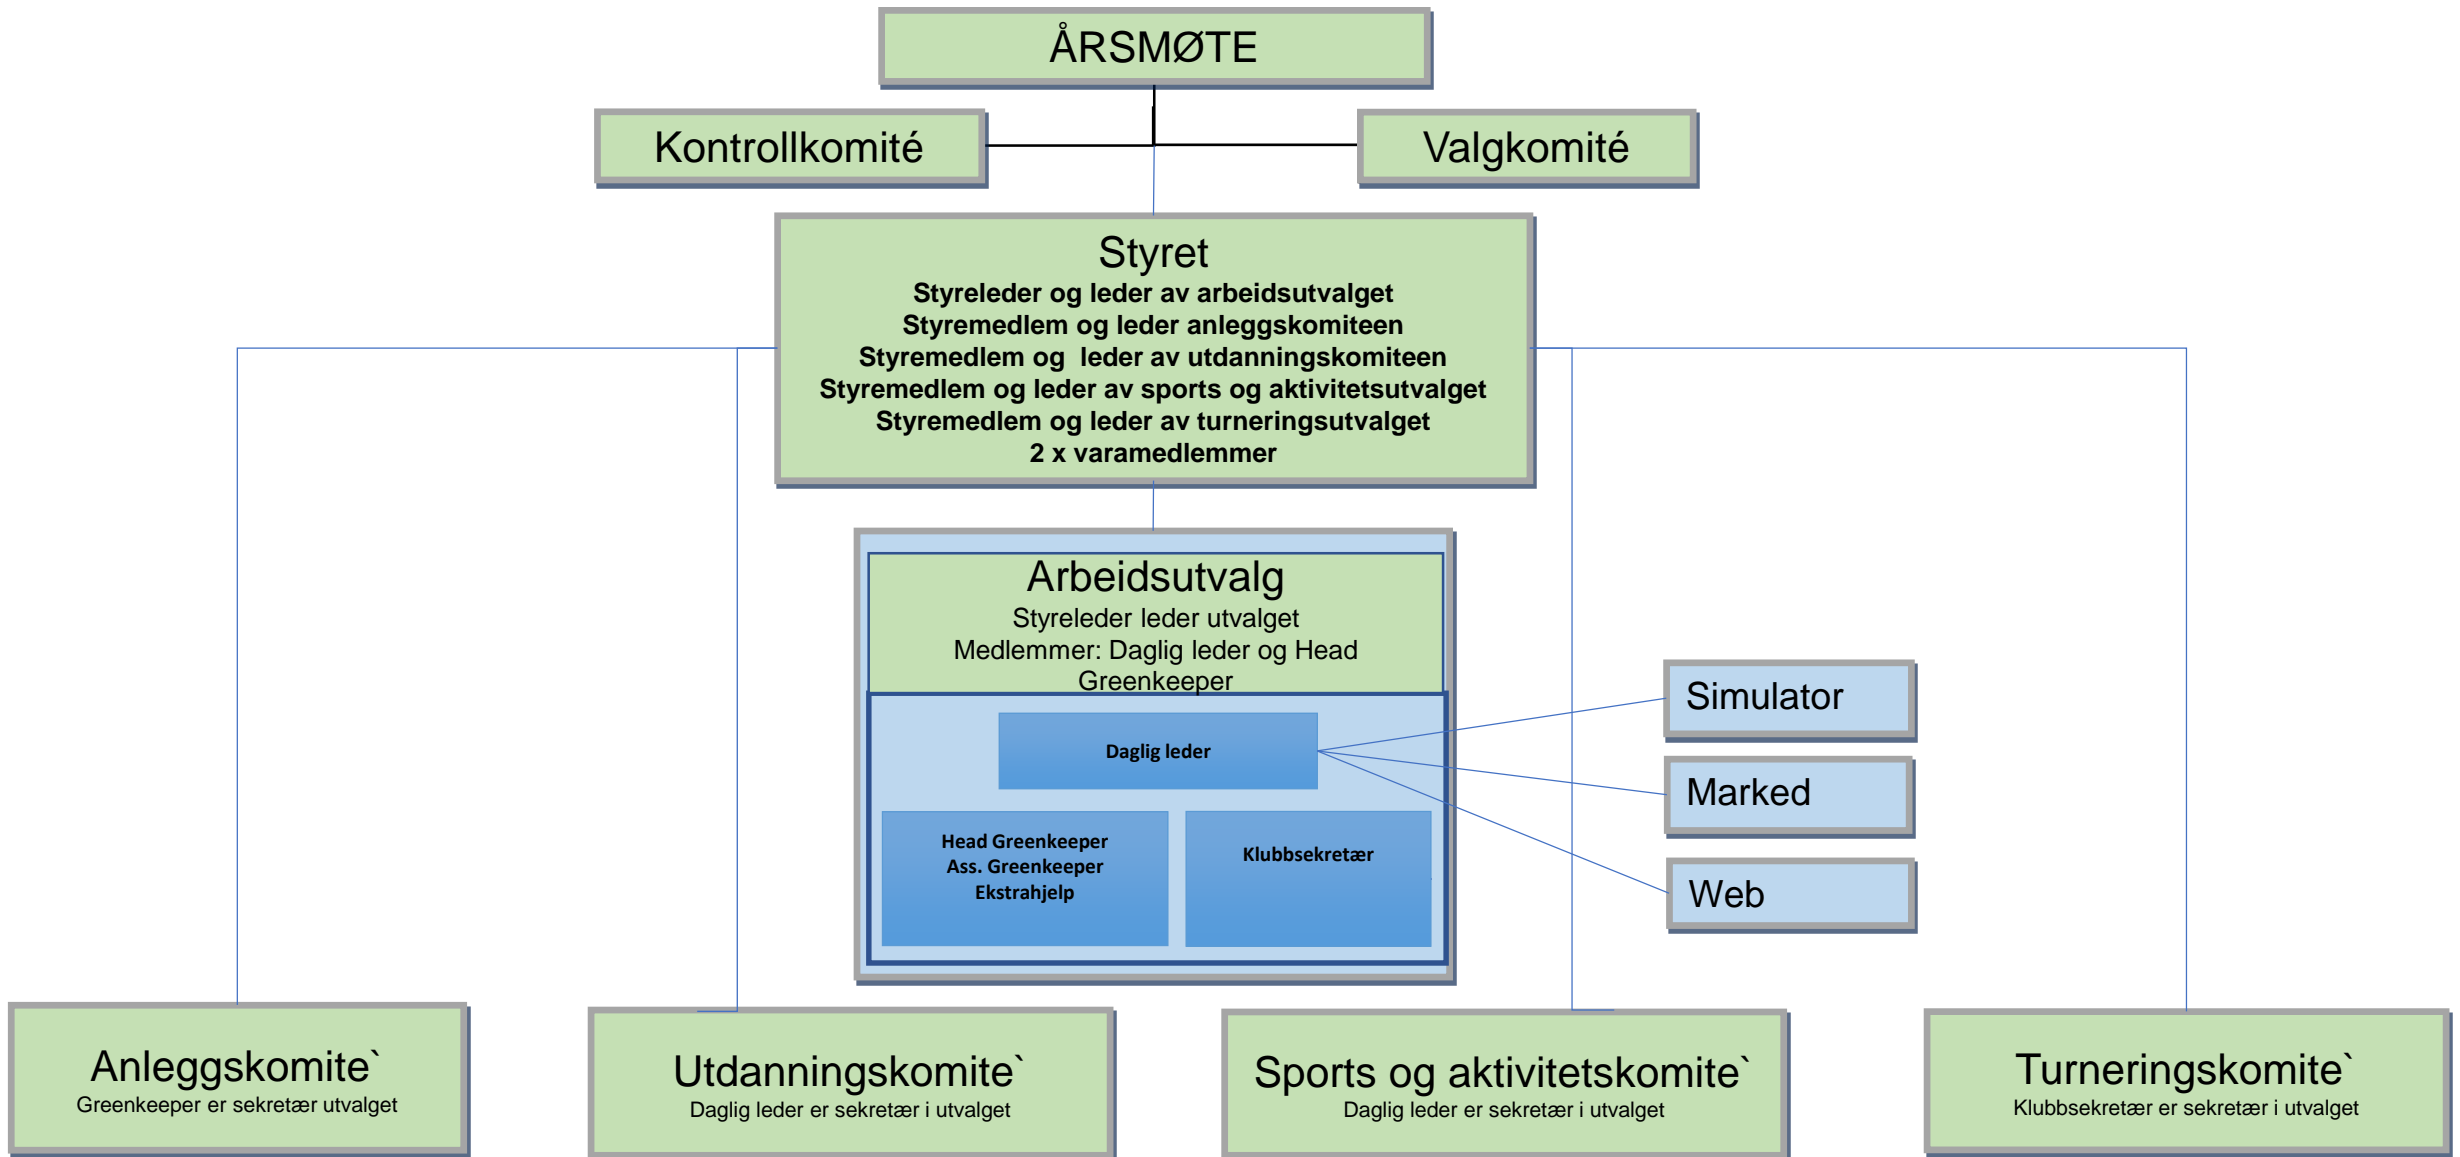 ÅRSMØTE
Kontrollkomité
Valgkomité
Styret
Styreleder og leder av arbeidsutvalget
Styremedlem og leder anleggskomiteen
Styremedlem og  leder av utdanningskomiteen
Styremedlem og leder av sports og aktivitetsutvalget
Styremedlem og leder av turneringsutvalget
2 x varamedlemmer
Arbeidsutvalg
Styreleder leder utvalget
Medlemmer: Daglig leder og Head
Greenkeeper
Daglig leder
Head Greenkeeper
Ass. Greenkeeper
Ekstrahjelp
Klubbsekretær
Simulator
Marked
Web
Anleggskomite`
Greenkeeper er sekretær utvalget
Utdanningskomite`
Daglig leder er sekretær i utvalget
Sports og aktivitetskomite`
Daglig leder er sekretær i utvalget
Turneringskomite`
Klubbsekretær er sekretær i utvalget